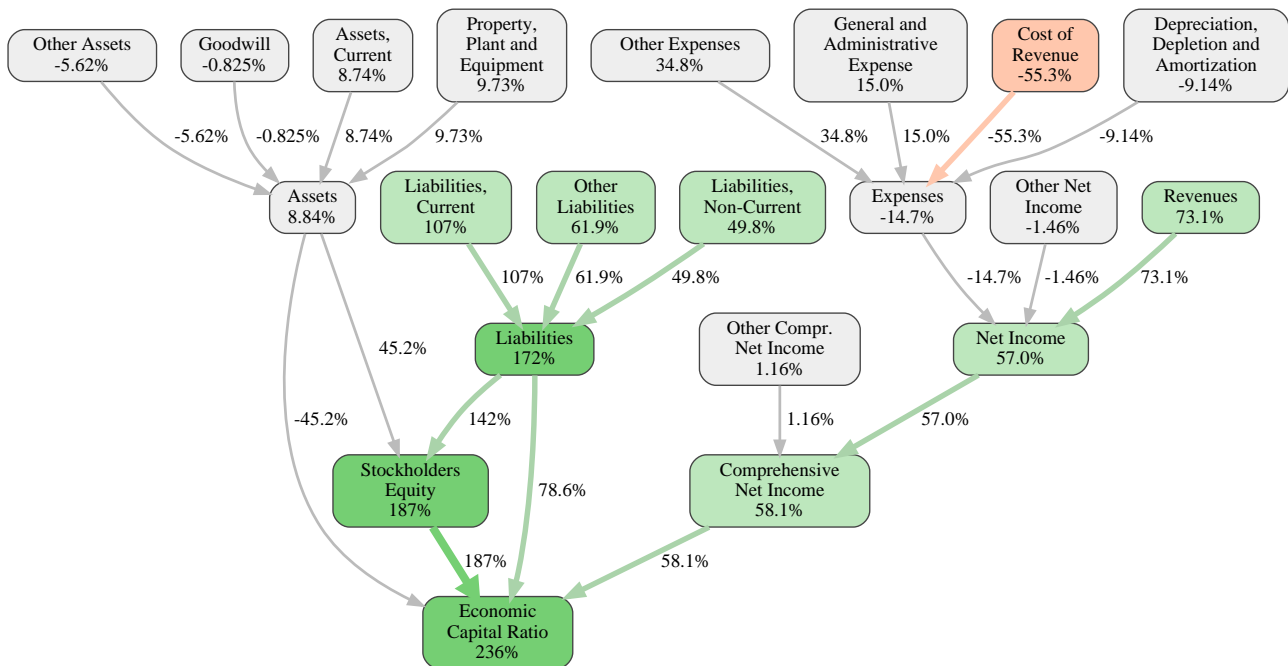 Other Assets
-5.62%
Goodwill
-0.825%
Assets,
Current
8.74%
Property,
Plant and
Equipment
9.73%
Other Expenses
34.8%
General and
Administrative
Expense
15.0%
Cost of
Revenue
-55.3%
Depreciation,
Depletion and
Amortization
-9.14%
-5.62%
-0.825%
8.74%
9.73%
34.8%
15.0%
-55.3%
-9.14%
Assets
8.84%
Liabilities,
Current
107%
Other
Liabilities
61.9%
Liabilities,
Non-Current
49.8%
Expenses
-14.7%
Other Net
Income
-1.46%
Revenues
73.1%
107%
61.9%
49.8%
-14.7%
-1.46%
73.1%
Liabilities
172%
Other Compr.
Net Income
1.16%
Net Income
57.0%
45.2%
-45.2%
142%
1.16%
57.0%
Stockholders
Equity
187%
78.6%
Comprehensive
Net Income
58.1%
187%
58.1%
Economic
Capital Ratio
236%